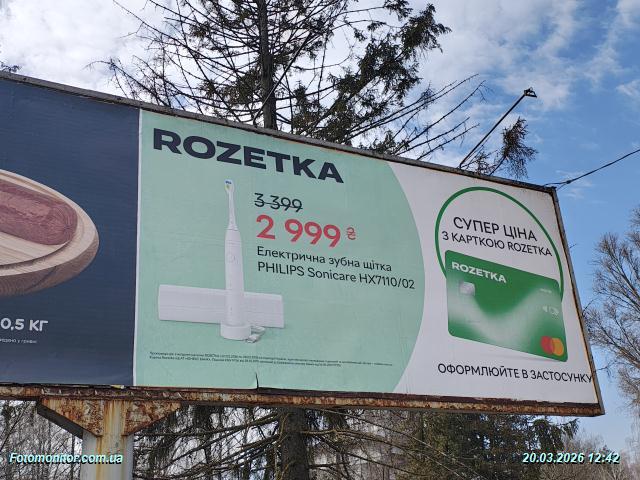 ROZETKA
3 399
2 999 ₴
Електрична зубна щітка
PHILIPS Sonicare HX7110/02
СУПЕР ЦІНА
З КАРТКОЮ ROZETKA
ROZETKA
ОФОРМЛЮЙТЕ В ЗАСТОСУНКУ
0.5 КГ
Fotomonitor.com.ua
20.03.2026 12:42